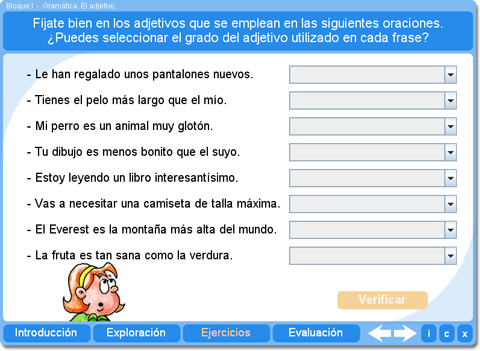 Bloque I - Gramática. El adjetivo.
Fíjate bien en los adjetivos que se emplean en las siguientes oraciones.
¿Puedes seleccionar el grado del adjetivo utilizado en cada frase?
- Le han regalado unos pantalones nuevos.
- Tienes el pelo más largo que el mío.
- Mi perro es un animal muy glotón.
- Tu dibujo es menos bonito que el suyo.
- Estoy leyendo un libro interesantísimo.
- Vas a necesitar una camiseta de talla máxima.
- El Everest es la montaña más alta del mundo.
- La fruta es tan sana como la verdura.
Verificar
Introducción Exploración Ejercicios Evaluación i c x